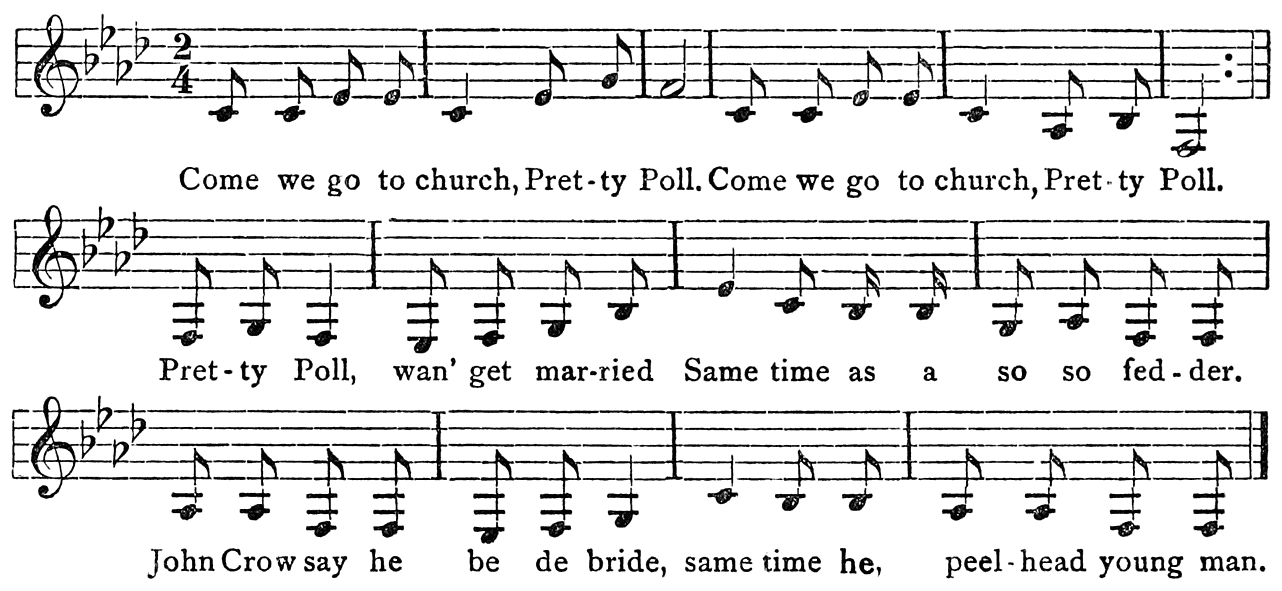 2
4
Come we go to church, Pret-ty Poll. Come we go to church, Pret-ty Poll.
Pret-ty Poll, wan' get mar-ried Same time as a so so fed-der.
John Crow say he be de bride, same time he, peel-head young man.